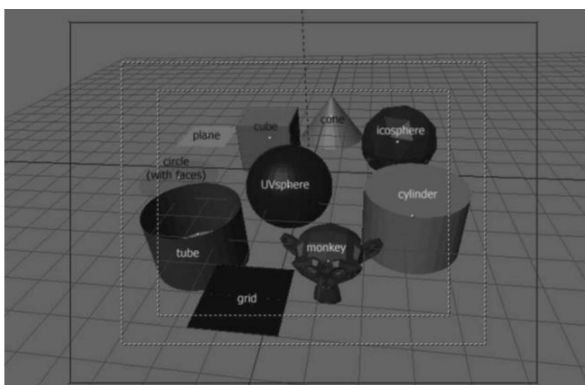 plane
cube
cone
icosphere
circle
(with faces)
UVsphere
cylinder
tube
monkey
grid